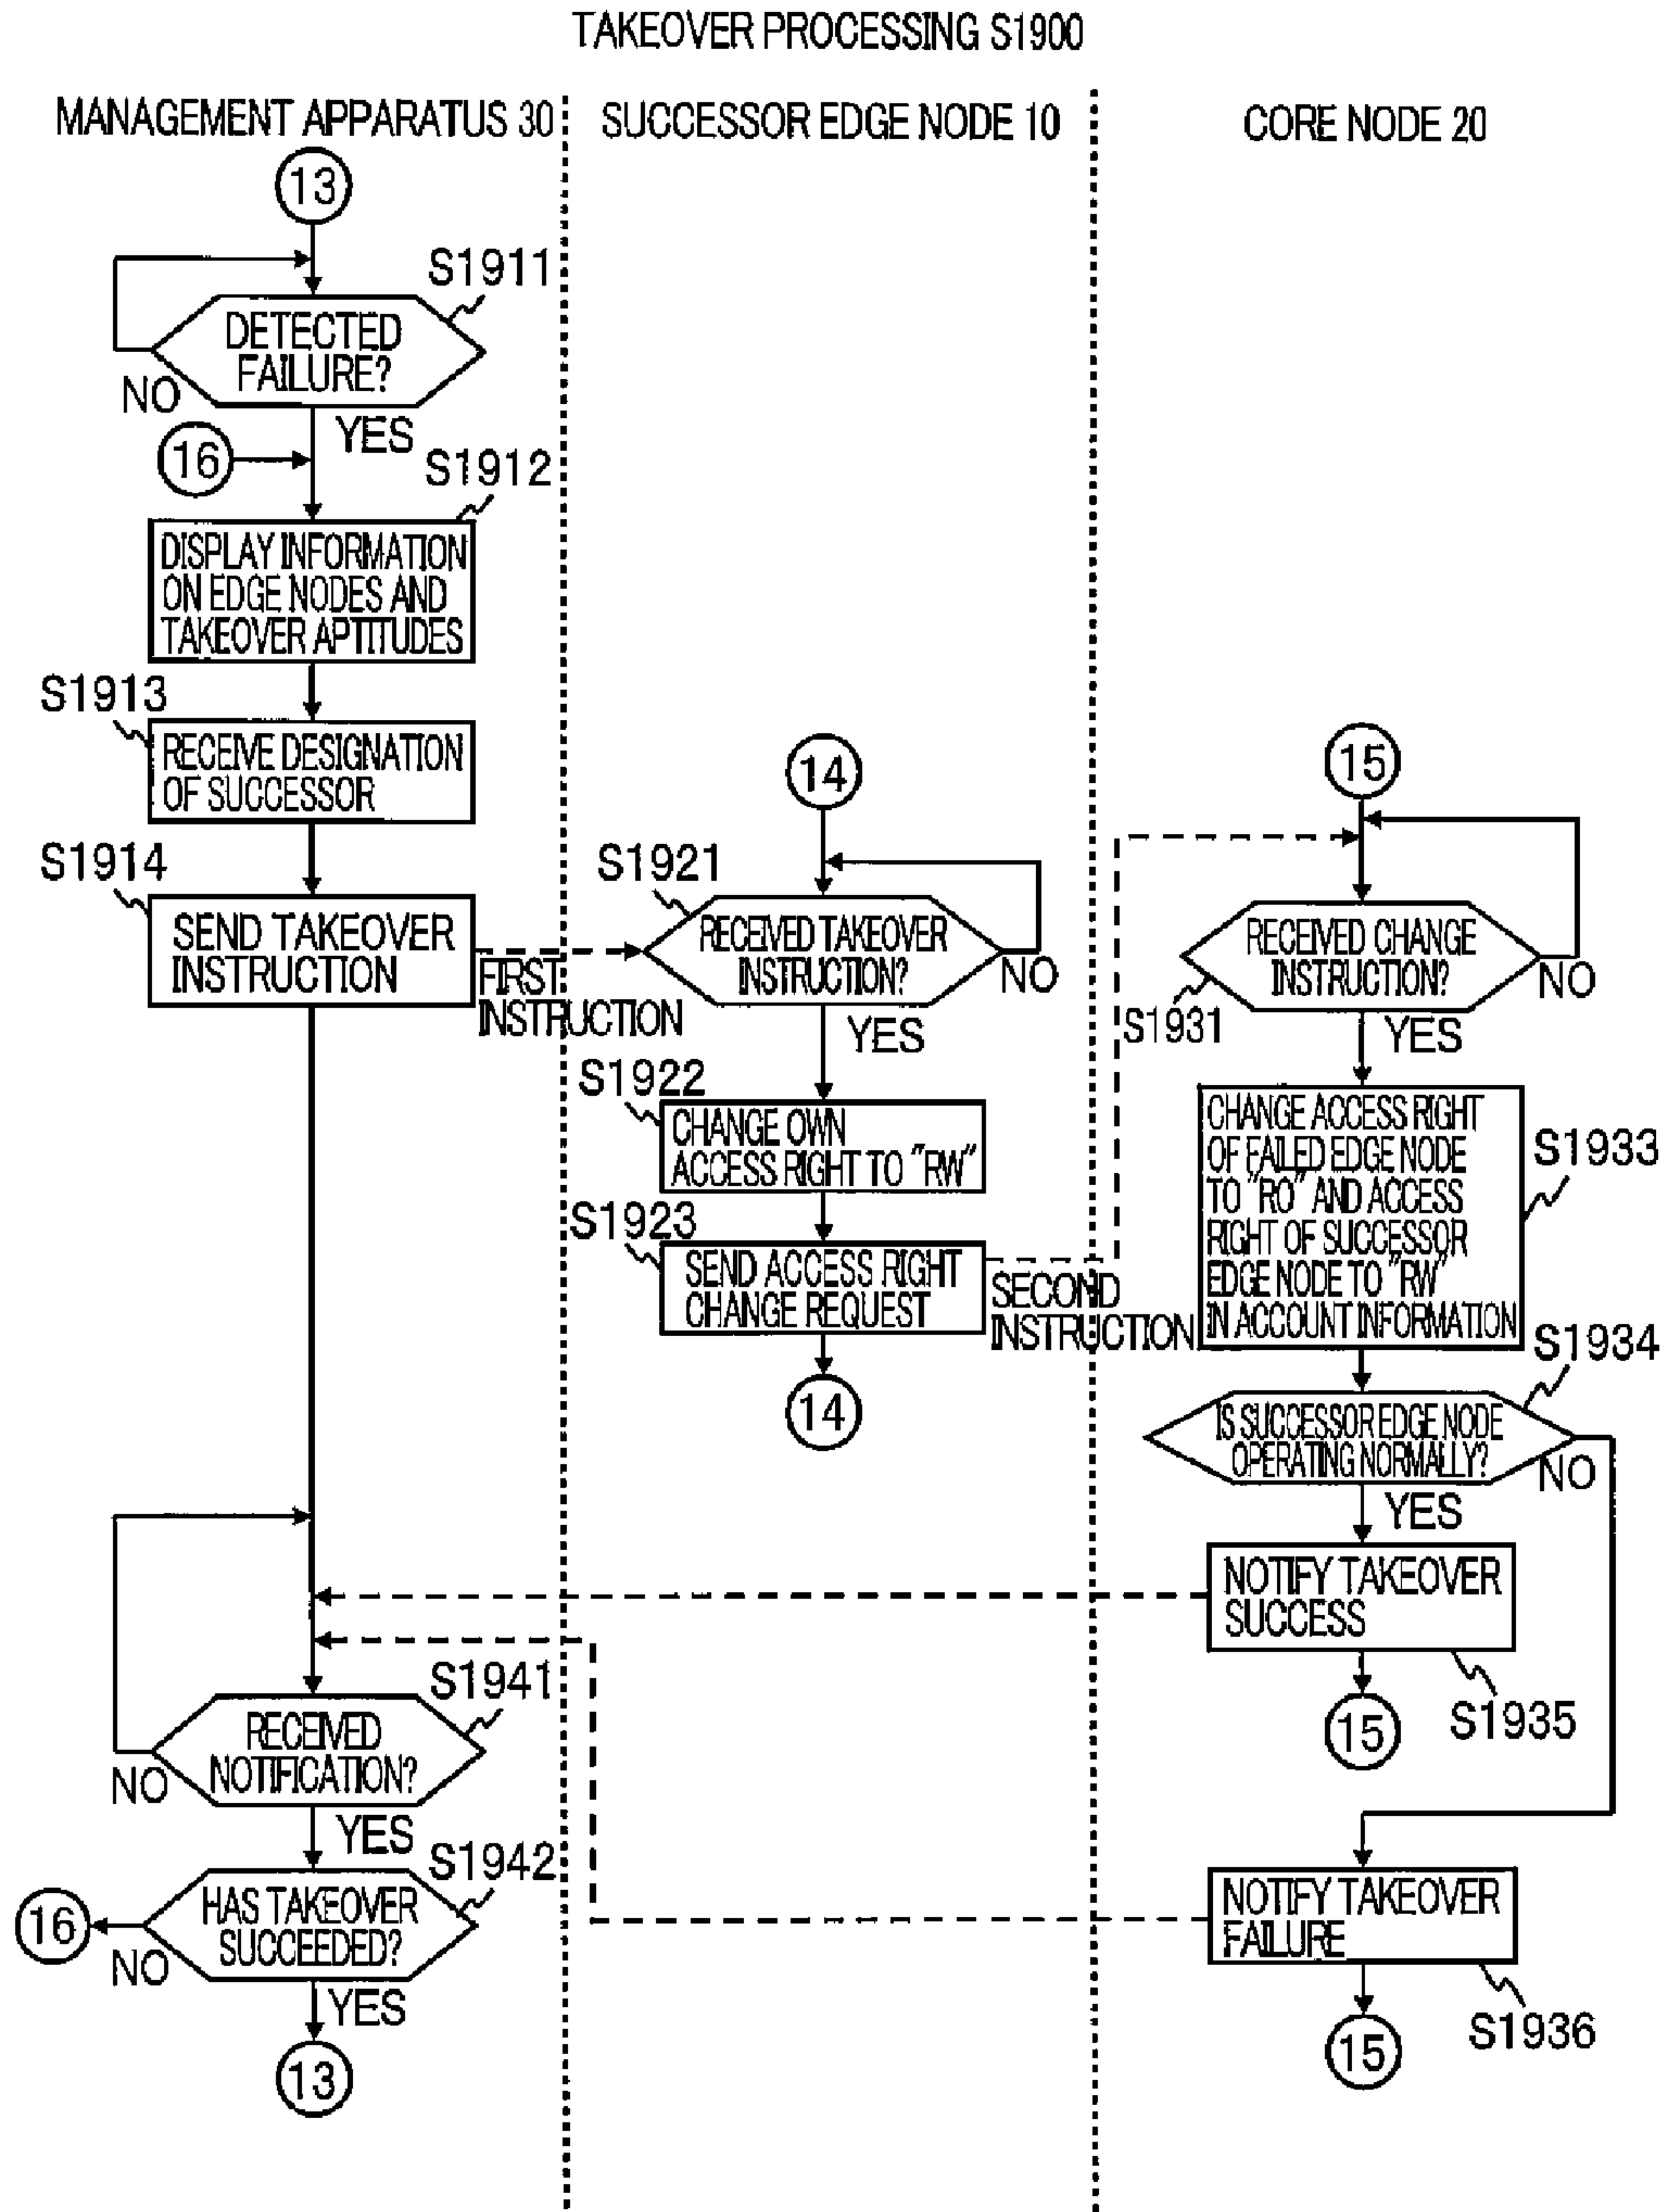 TAKEOVER PROCESSING S1900
MANAGEMENT APPARATUS 30
SUCCESSOR EDGE NODE 10
CORE NODE 20
13
S1911
DETECTED
FAILURE?
NO
YES
16
S1912
DISPLAY INFORMATION
ON EDGE NODES AND
TAKEOVER APTITUDES
S1913
RECEIVE DESIGNATION
OF SUCCESSOR
S1914
SEND TAKEOVER
INSTRUCTION
FIRST
INSTRUCTION
14
S1921
RECEIVED TAKEOVER
INSTRUCTION?
NO
YES
S1922
CHANGE OWN
ACCESS RIGHT TO "RW"
S1923
SEND ACCESS RIGHT
CHANGE REQUEST
SECOND
INSTRUCTION
14
15
RECEIVED CHANGE
INSTRUCTION?
NO
S1931
YES
CHANGE ACCESS RIGHT
OF FAILED EDGE NODE
TO "RO" AND ACCESS
RIGHT OF SUCCESSOR
EDGE NODE TO "RW"
IN ACCOUNT INFORMATION
S1933
S1934
IS SUCCESSOR EDGE NODE
OPERATING NORMALLY?
NO
YES
NOTIFY TAKEOVER
SUCCESS
S1935
15
S1941
RECEIVED
NOTIFICATION?
NO
YES
S1942
HAS TAKEOVER
SUCCEEDED?
16
NO
YES
13
NOTIFY TAKEOVER
FAILURE
S1936
15